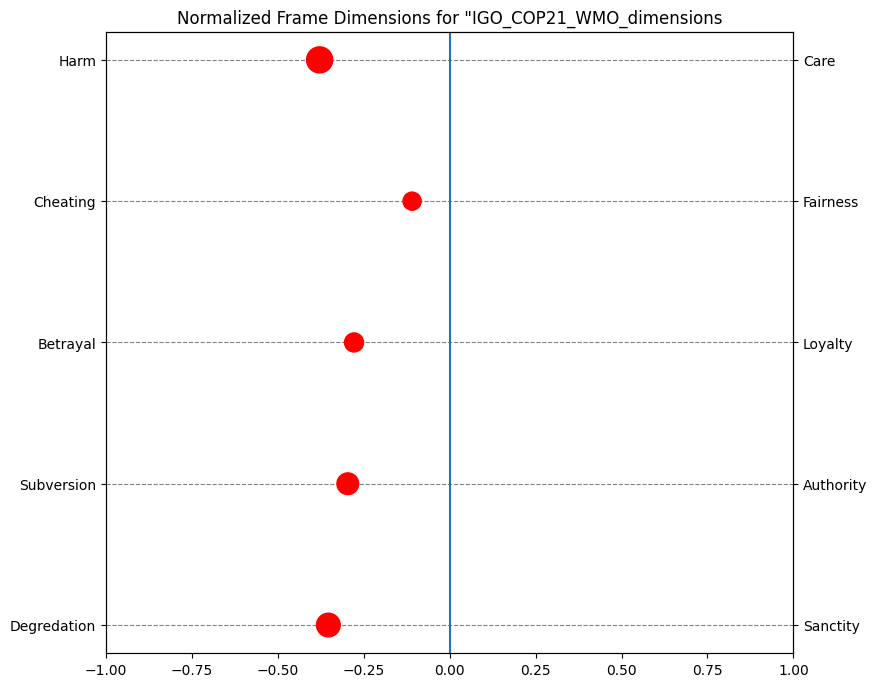 Normalized Frame Dimensions for "IGO_COP21_WMO_dimensions
Harm Care
Cheating Fairness
Betrayal Loyalty
Subversion Authority
Degredation Sanctity
−1.00 −0.75 −0.50 −0.25 0.00 0.25 0.50 0.75 1.00